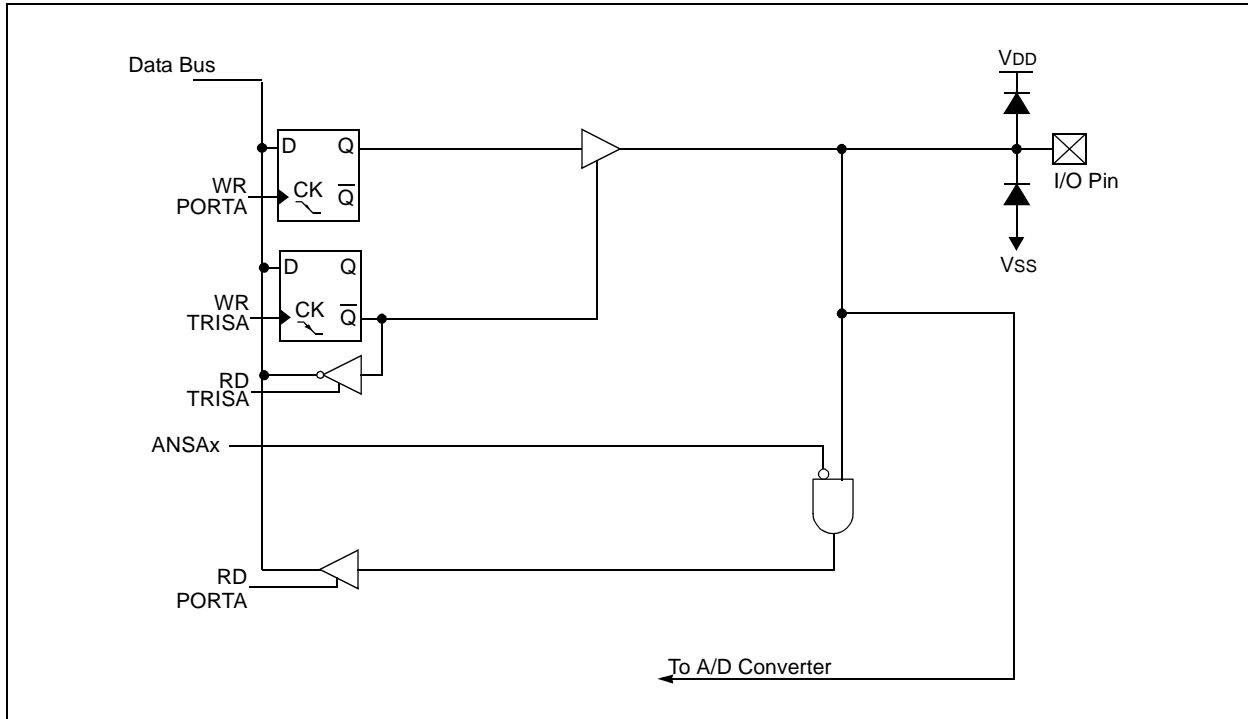 Data Bus
VDD
D Q
WR
PORTA
CK Q̅
I/O Pin
D Q
VSS
WR
TRISA
CK Q̅
RD
TRISA
ANSAx
RD
PORTA
To A/D Converter